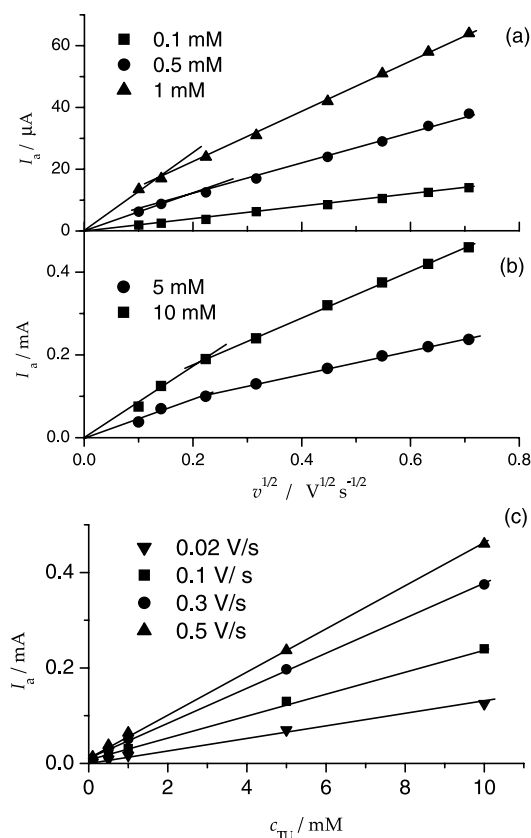 (a)
0.1 mM
0.5 mM
1 mM
60
40
20
0
I_a / μA
(b)
5 mM
10 mM
0.4
0.2
0.0
I_a / mA
0.0 0.2 0.4 0.6 0.8
v^{1/2} / V^{1/2} s^{-1/2}
(c)
0.02 V/s
0.1 V/ s
0.3 V/s
0.5 V/s
0.4
0.2
0.0
I_a / mA
0 2 4 6 8 10
c_{TU} / mM